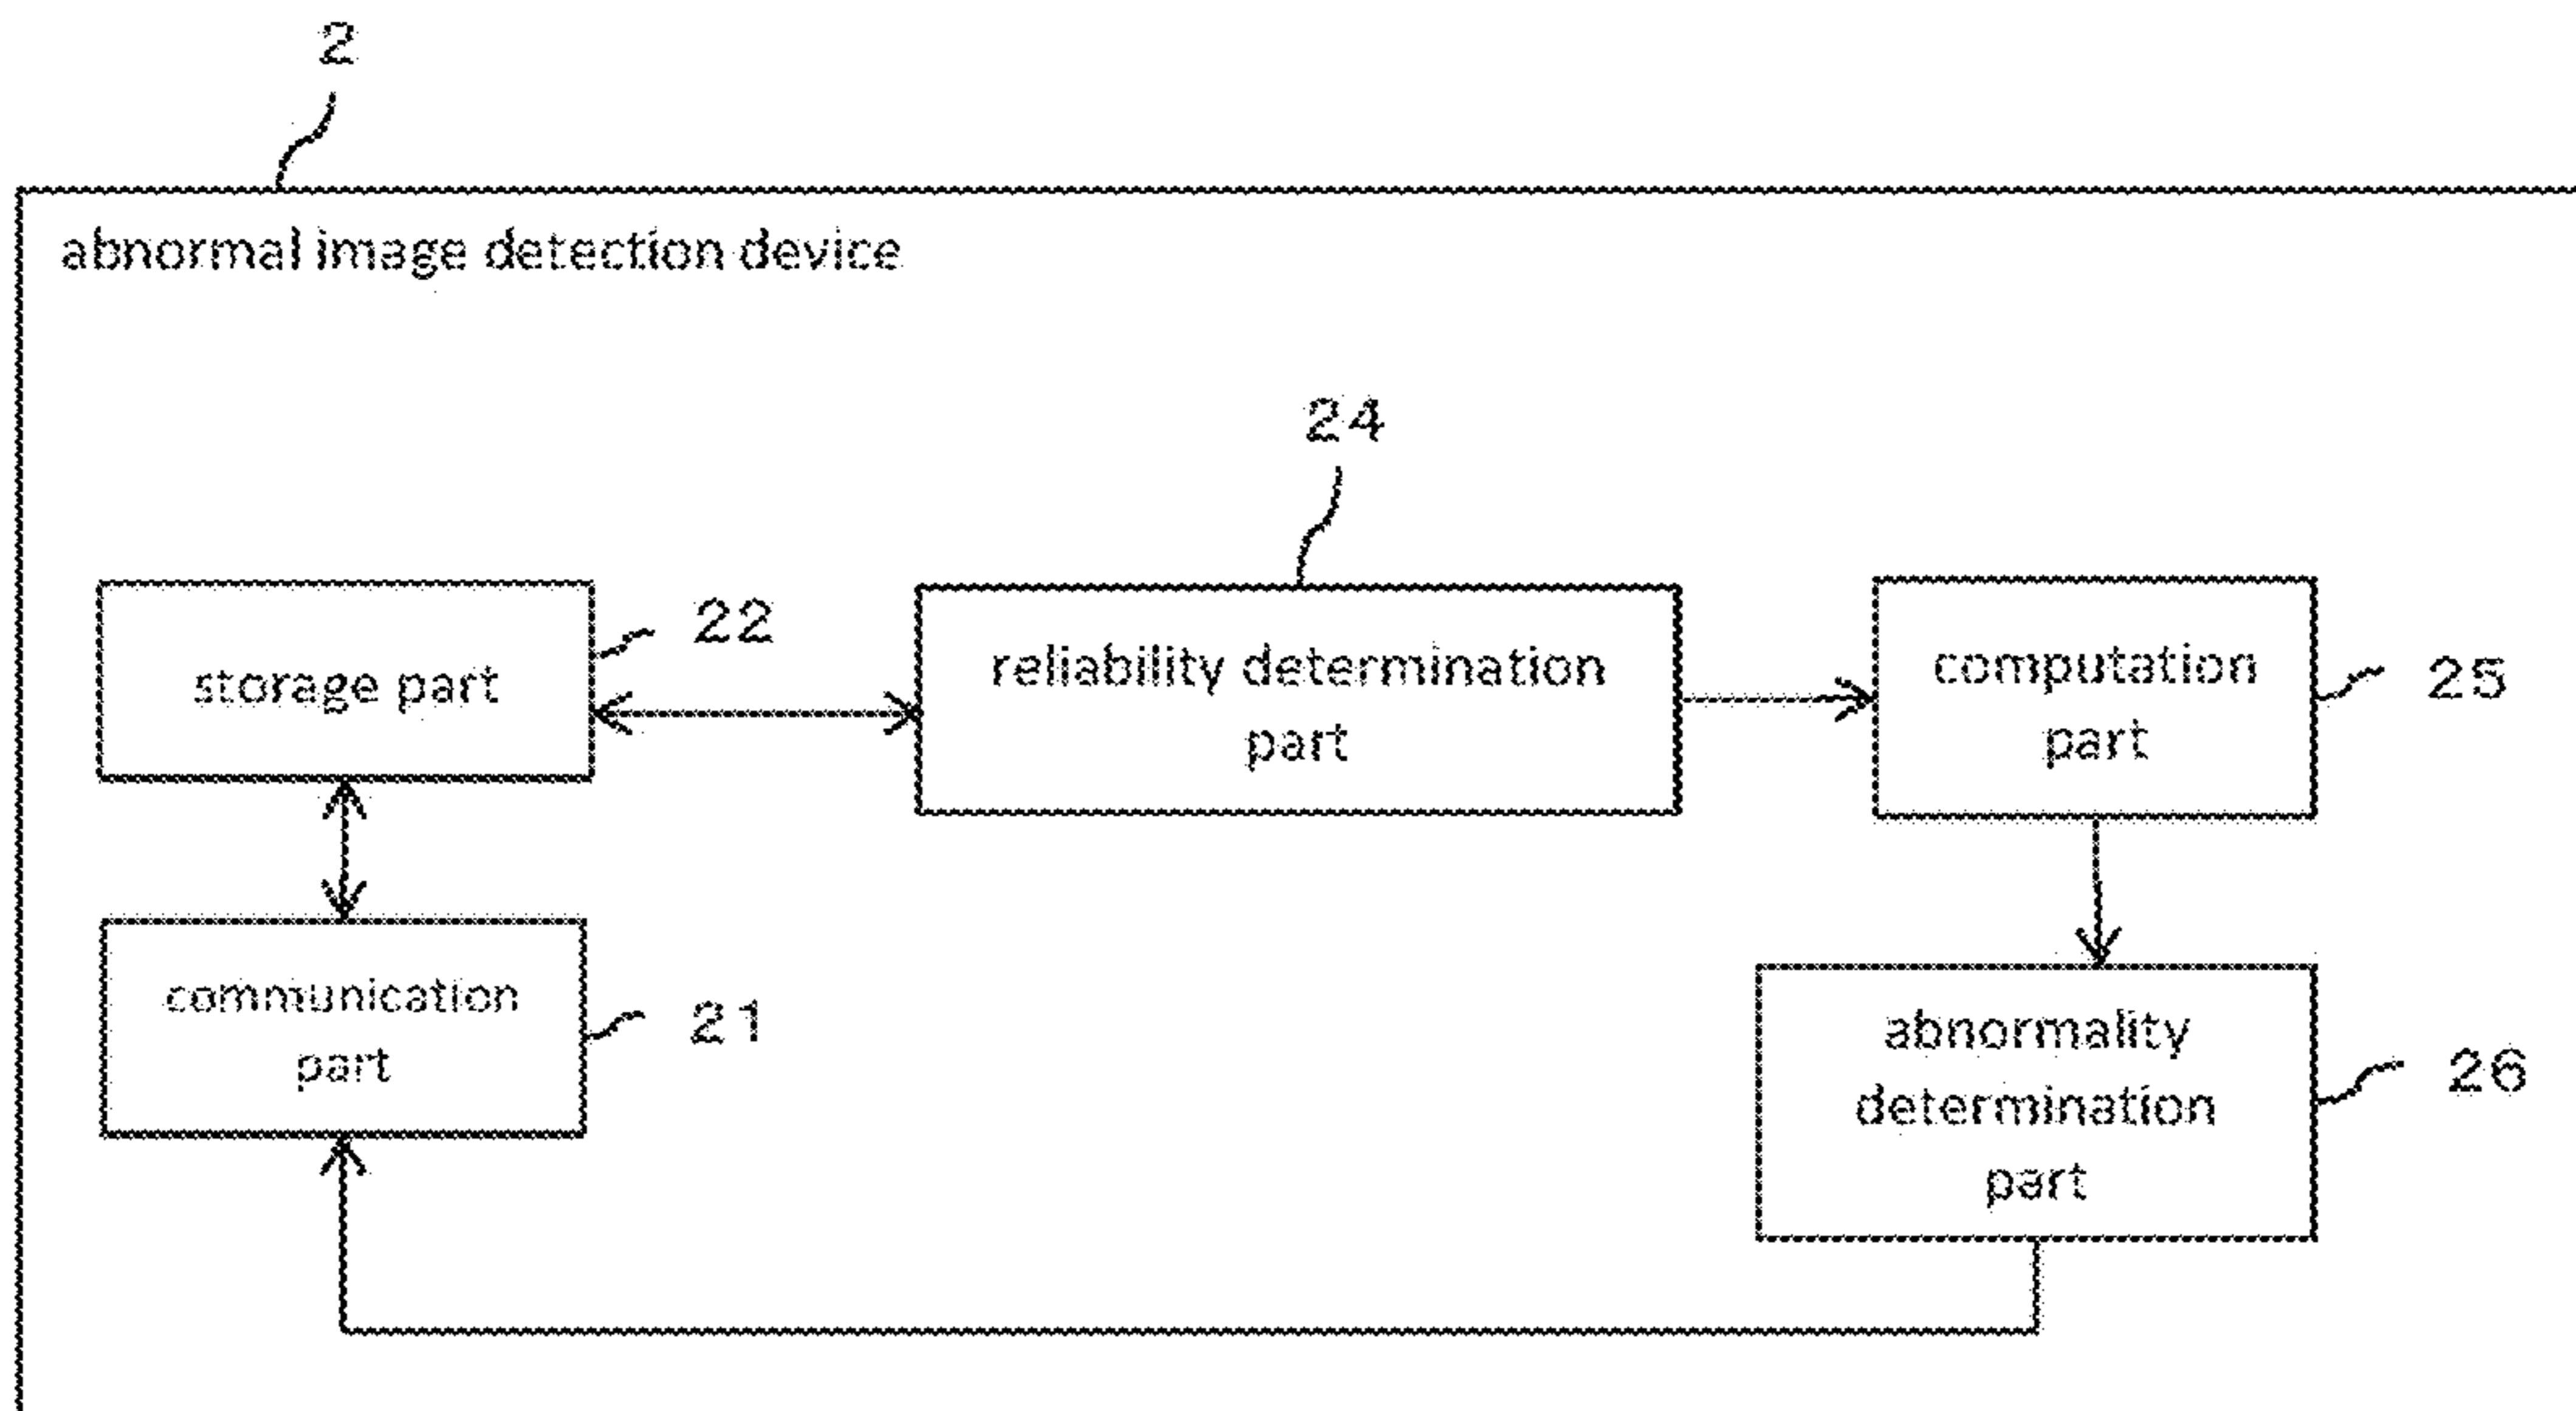 2
abnormal image detection device
24
storage part
22
reliability determination
part
computation
part
25
communication
part
21
abnormality
determination
part
26